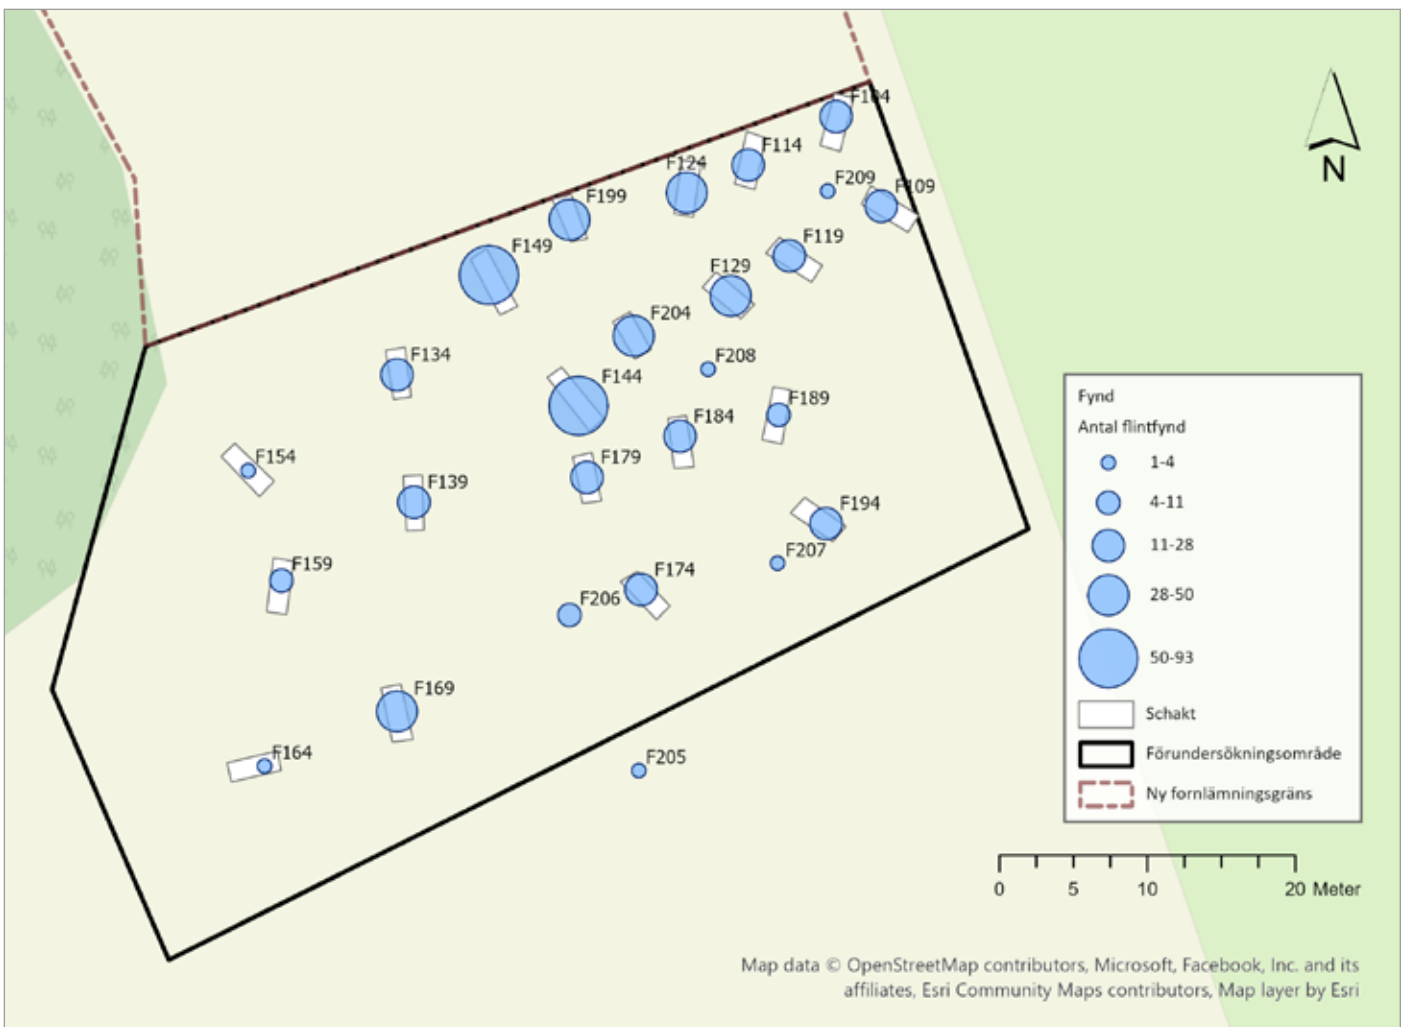 F104
F114
F124
F209
F109
F199
F119
F149
F129
F204
F134
F208
F144
F189
F184
F154
F179
F139
F194
F207
F159
F174
F206
F169
F164
F205
N
Fynd
Antal flintfynd
1-4
4-11
11-28
28-50
50-93
Schakt
Förundersökningsområde
Ny fornlämningsgräns
0 5 10 20 Meter
Map data © OpenStreetMap contributors, Microsoft, Facebook, Inc. and its
affiliates, Esri Community Maps contributors, Map layer by Esri